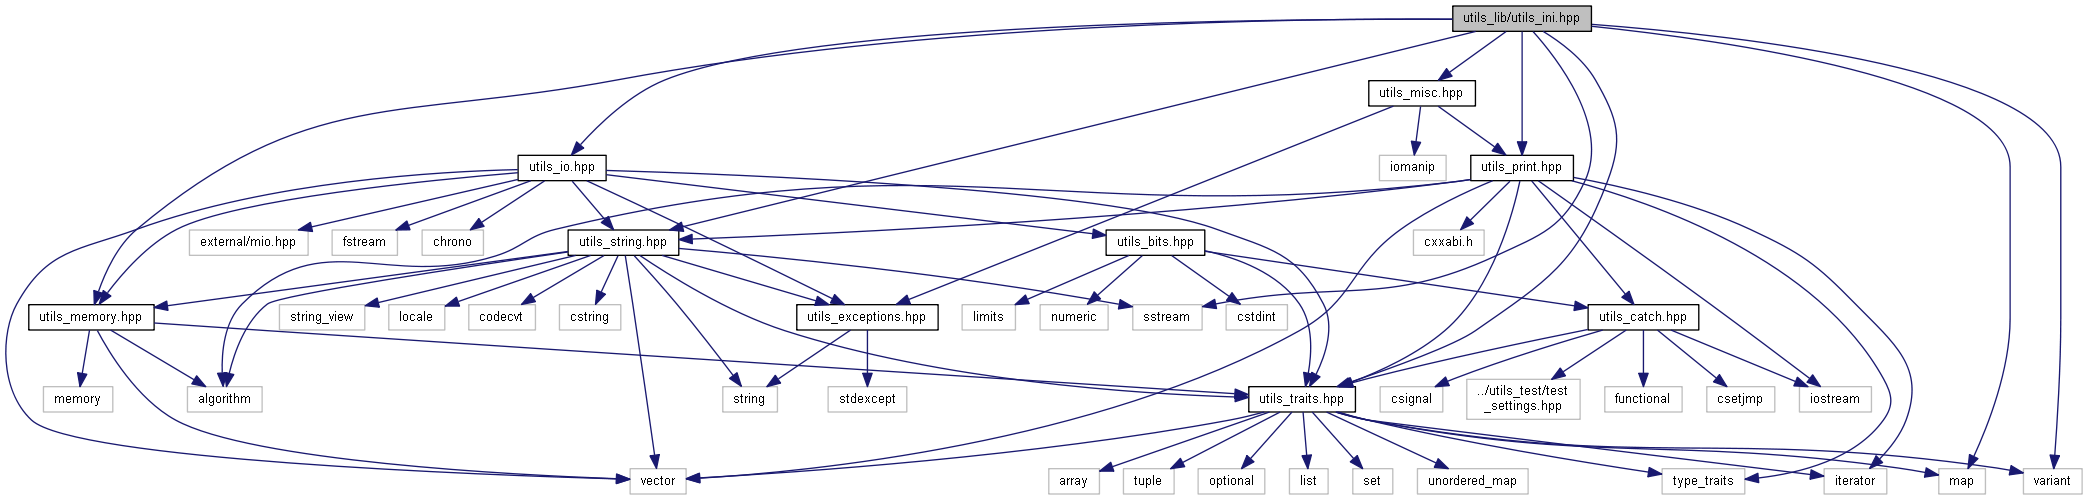 utils_lib/utils_ini.hpp
utils_misc.hpp
utils_io.hpp
iomanip
utils_print.hpp
external/mio.hpp
fstream
chrono
utils_string.hpp
utils_bits.hpp
cxxabi.h
utils_memory.hpp
string_view
locale
codecvt
cstring
utils_exceptions.hpp
limits
numeric
sstream
cstdint
utils_catch.hpp
memory
algorithm
string
stdexcept
utils_traits.hpp
csignal
../utils_test/test
_settings.hpp
functional
csetjmp
iostream
vector
array
tuple
optional
list
set
unordered_map
type_traits
iterator
map
variant